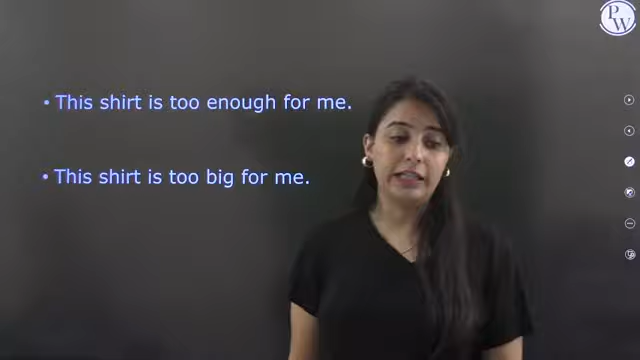 PW
• This shirt is too enough for me.
• This shirt is too big for me.